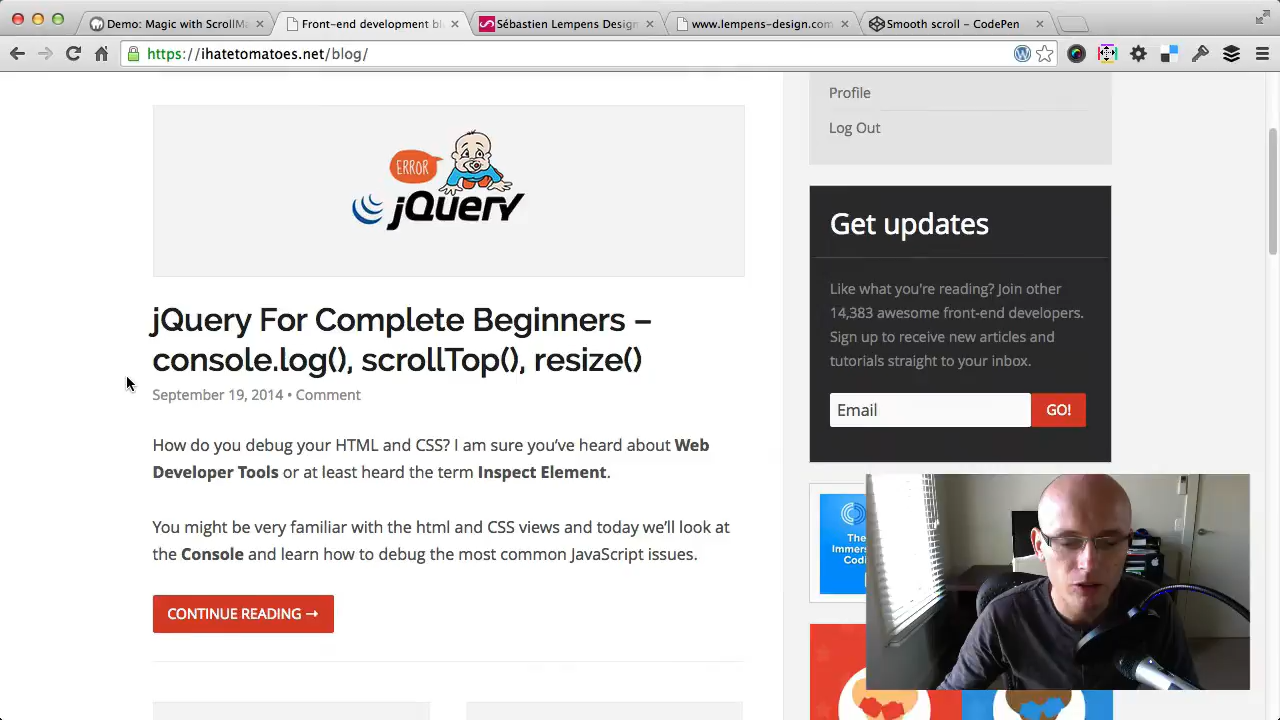 Demo: Magic with ScrollMa
Front-end development bl
Sébastien Lempens Design
www.lempens-design.com
Smooth scroll – CodePen
https://ihatetomatoes.net/blog/
Profile
Log Out
ERROR
jQuery
Get updates
Like what you're reading? Join other
14,383 awesome front-end developers.
Sign up to receive new articles and
tutorials straight to your inbox.
Email
GO!
jQuery For Complete Beginners –
console.log(), scrollTop(), resize()
September 19, 2014 • Comment
How do you debug your HTML and CSS? I am sure you've heard about Web
Developer Tools or at least heard the term Inspect Element.
You might be very familiar with the html and CSS views and today we'll look at
the Console and learn how to debug the most common JavaScript issues.
CONTINUE READING →
The
Immers
Codi